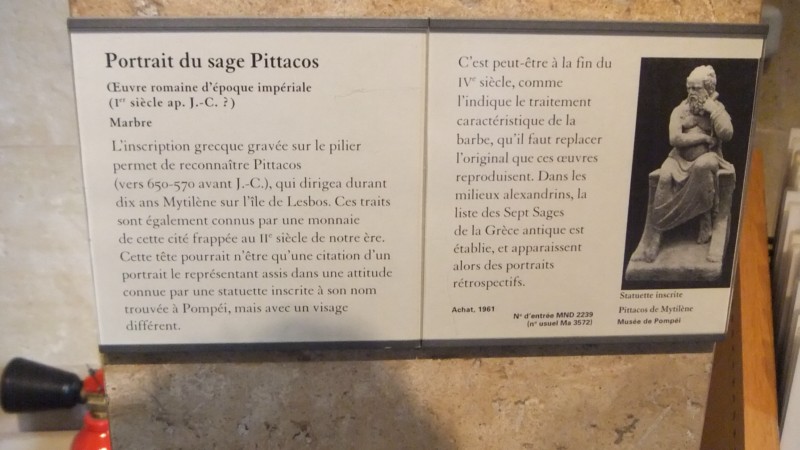 Portrait du sage Pittacos
Œuvre romaine d'époque impériale
(Ier siècle ap. J.-C. ?)
Marbre
L'inscription grecque gravée sur le pilier
permet de reconnaître Pittacos
(vers 650-570 avant J.-C.), qui dirigea durant
dix ans Mytilène sur l'île de Lesbos. Ces traits
sont également connus par une monnaie
de cette cité frappée au IIe siècle de notre ère.
Cette tête pourrait n'être qu'une citation d'un
portrait le représentant assis dans une attitude
connue par une statuette inscrite à son nom
trouvée à Pompéi, mais avec un visage
différent.
C'est peut-être à la fin du
IVe siècle, comme
l'indique le traitement
caractéristique de la
barbe, qu'il faut replacer
l'original que ces œuvres
reproduisent. Dans les
milieux alexandrins, la
liste des Sept Sages
de la Grèce antique est
établie, et apparaissent
alors des portraits
rétrospectifs.
Achat, 1961
N° d'entrée MND 2239
(n° usuel Ma 3572)
Statuette inscrite
Pittacos de Mytilène
Musée de Pompéi